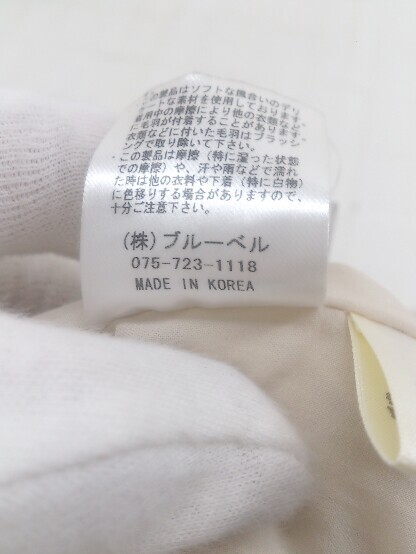 ・この製品はソフトな風合いのデリ
ケートな素材を使用しております。
着用中の摩擦により他の衣類など
に毛羽が付着することがあります。
衣類などに付いた毛羽はブラッシ
ングで取り除いて下さい。
・この製品は摩擦（特に湿った状態
での摩擦）や、汗や雨などで濡れ
た時は他の衣料や下着（特に白物）
に色移りする場合がありますので、
十分ご注意下さい。
(株)ブルーベル
075-723-1118
MADE IN KOREA